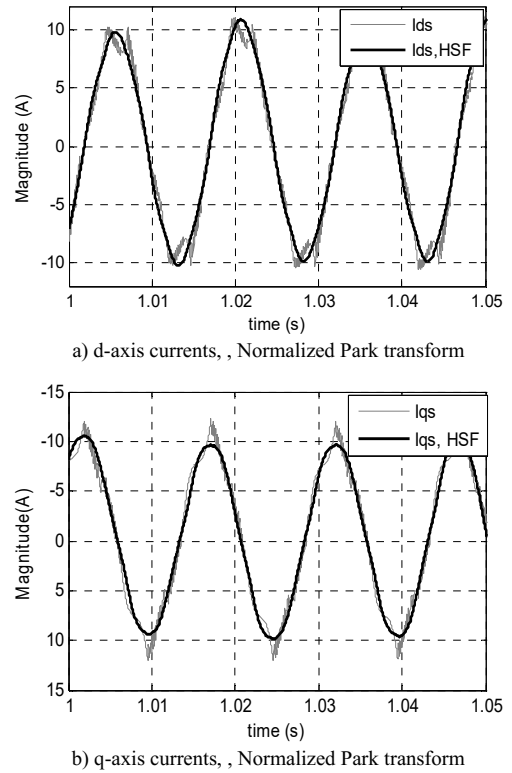 Ids
Ids,HSF
10
5
0
-5
-10
Magnitude (A)
1
1.01
1.02
1.03
1.04
1.05
time (s)
a) d-axis currents, , Normalized Park transform
Iqs
Iqs, HSF
-15
-10
-5
0
5
10
15
Magnitude(A)
1
1.01
1.02
1.03
1.04
1.05
time (s)
b) q-axis currents, , Normalized Park transform